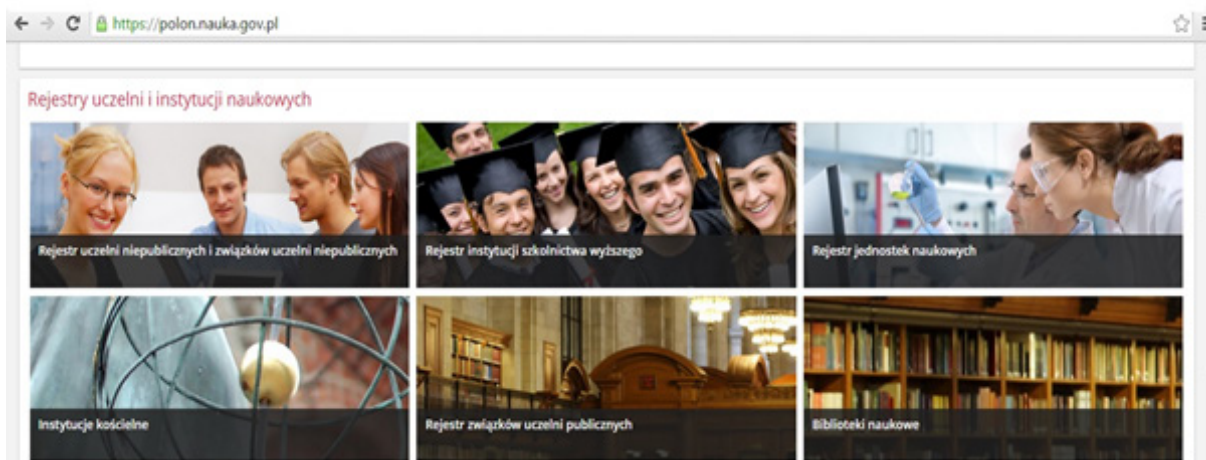 https://polon.nauka.gov.pl
Rejestry uczelni i instytucji naukowych
Rejestr uczelni niepublicznych i związków uczelni niepublicznych
Rejestr instytucji szkolnictwa wyższego
Rejestr jednostek naukowych
Instytucje kościelne
Rejestr związków uczelni publicznych
Biblioteki naukowe